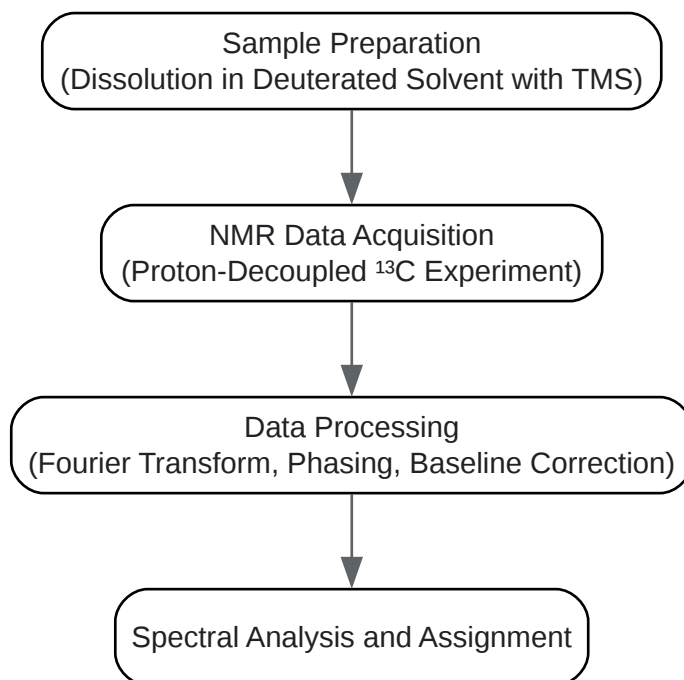 Sample Preparation
(Dissolution in Deuterated Solvent with TMS)
NMR Data Acquisition
(Proton-Decoupled ¹³C Experiment)
Data Processing
(Fourier Transform, Phasing, Baseline Correction)
Spectral Analysis and Assignment